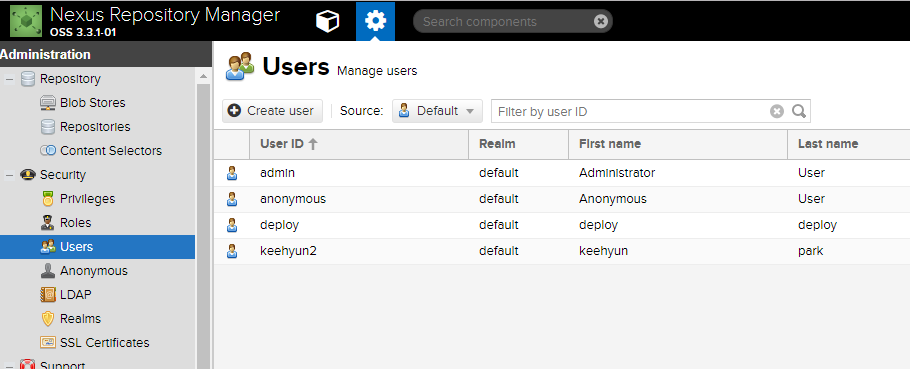 Nexus Repository Manager
OSS 3.3.1-01
Search components
Administration
Repository
Blob Stores
Repositories
Content Selectors
Security
Privileges
Roles
Users
Anonymous
LDAP
Realms
SSL Certificates
Support
Users Manage users
Create user Source: Default Filter by user ID
User ID Realm First name Last name
admin default Administrator User
anonymous default Anonymous User
deploy default deploy deploy
keehyun2 default keehyun park